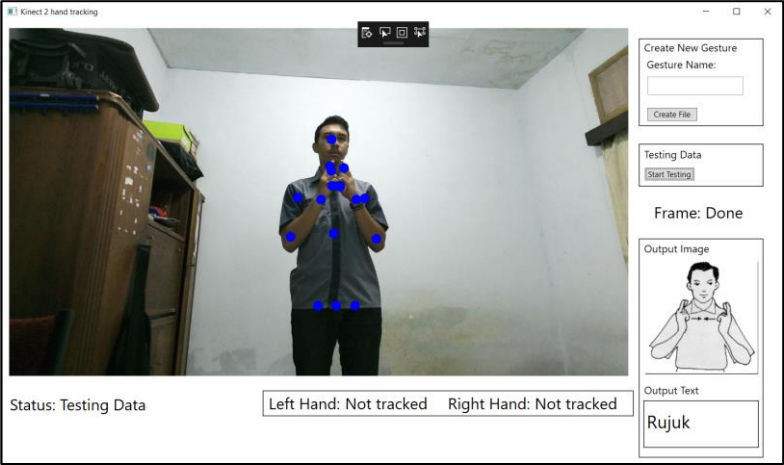 Kinect 2 hand tracking
Create New Gesture
Gesture Name:
Create File
Testing Data
Start Testing
Frame: Done
Output Image
Output Text
Rujuk
Status: Testing Data
Left Hand: Not tracked Right Hand: Not tracked